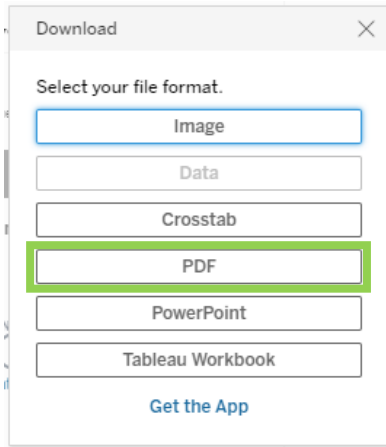 Download
Select your file format.
Image
Data
Crosstab
PDF
PowerPoint
Tableau Workbook
Get the App